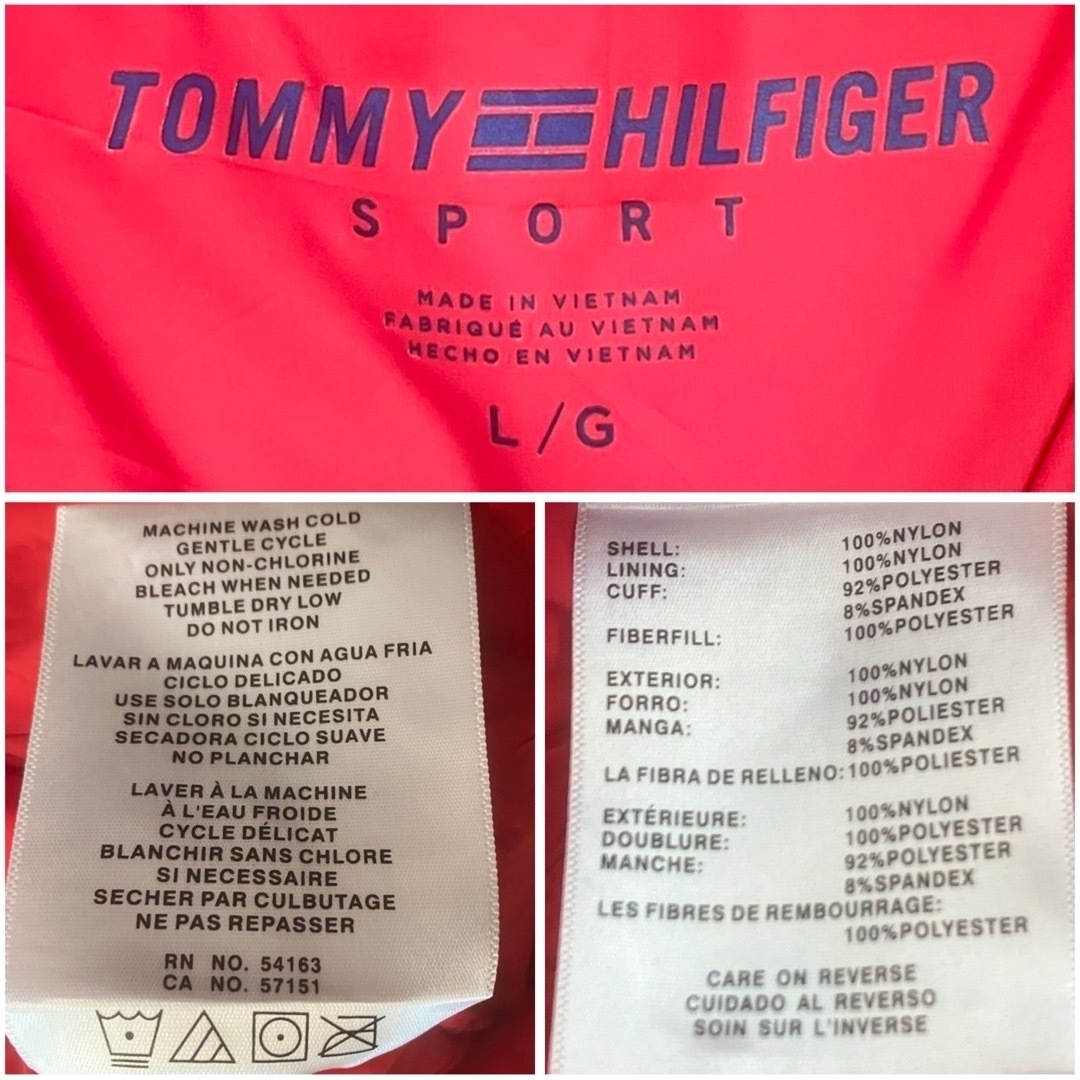 TOMMY HILFIGER
SPORT
MADE IN VIETNAM
FABRIQUÉ AU VIETNAM
HECHO EN VIETNAM
L/G
MACHINE WASH COLD
GENTLE CYCLE
ONLY NON-CHLORINE
BLEACH WHEN NEEDED
TUMBLE DRY LOW
DO NOT IRON
LAVAR A MAQUINA CON AGUA FRIA
CICLO DELICADO
USE SOLO BLANQUEADOR
SIN CLORO SI NECESITA
SECADORA CICLO SUAVE
NO PLANCHAR
LAVER À LA MACHINE
À L'EAU FROIDE
CYCLE DÉLICAT
BLANCHIR SANS CHLORE
SI NECESSAIRE
SECHER PAR CULBUTAGE
NE PAS REPASSER
RN NO. 54163
CA NO. 57151
SHELL: 100%NYLON
LINING: 100%NYLON
CUFF: 92%POLYESTER
8%SPANDEX
FIBERFILL: 100%POLYESTER
EXTERIOR: 100%NYLON
FORRO: 100%NYLON
MANGA: 92%POLIESTER
8%SPANDEX
LA FIBRA DE RELLENO: 100%POLIESTER
EXTÉRIEURE: 100%NYLON
DOUBLURE: 100%POLYESTER
MANCHE: 92%POLYESTER
8%SPANDEX
LES FIBRES DE REMBOURRAGE:
100%POLYESTER
CARE ON REVERSE
CUIDADO AL REVERSO
SOIN SUR L'INVERSE